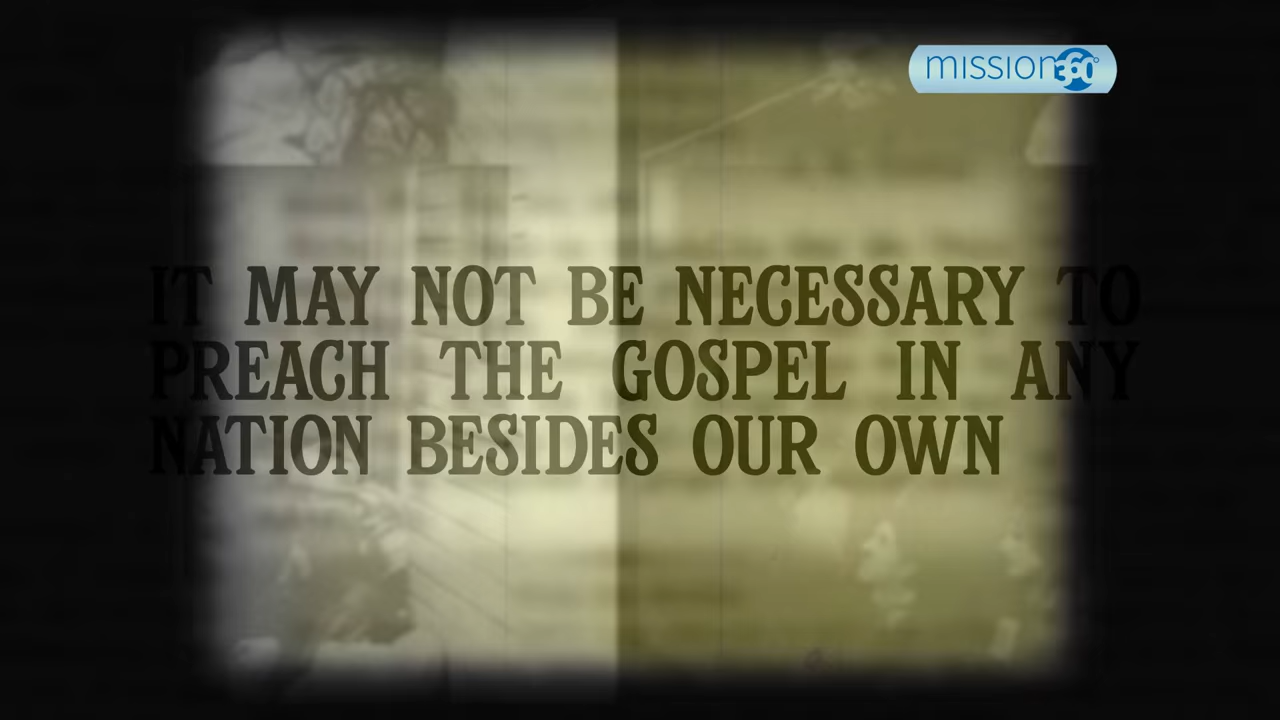 mission360°
IT MAY NOT BE NECESSARY TO
PREACH THE GOSPEL IN ANY
NATION BESIDES OUR OWN